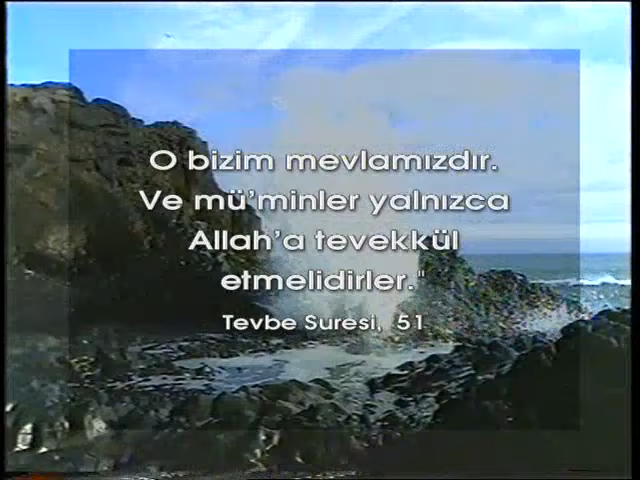 O bizim mevlamızdır.
Ve mü'minler yalnızca
Allah'a tevekkül
etmelidirler."
Tevbe Suresi, 51